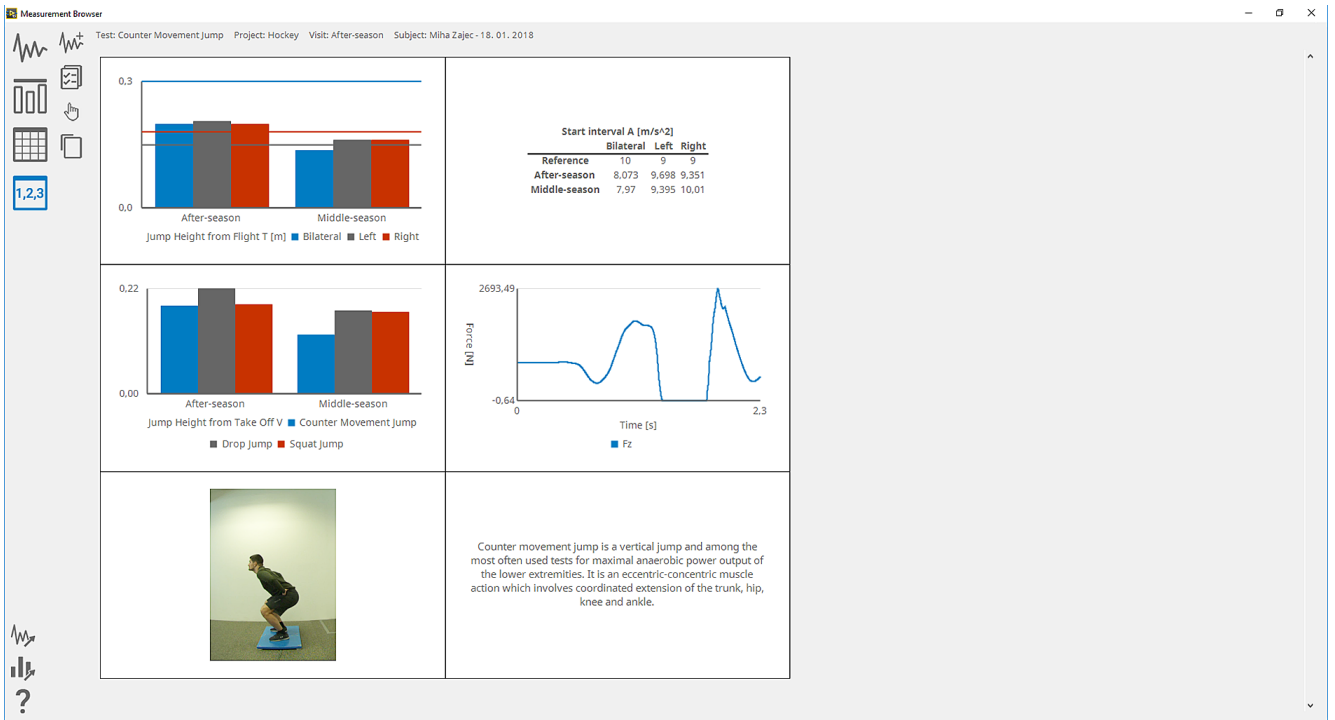 Measurement Browser
Test: Counter Movement Jump Project: Hockey Visit: After-season Subject: Miha Zajec - 18. 01. 2018
1,2,3
0,3
0,0
After-season Middle-season
Jump Height from Flight T [m] Bilateral Left Right
Start interval A [m/s^2]
Bilateral Left Right
Reference 10 9 9
After-season 8,073 9,698 9,351
Middle-season 7,97 9,395 10,01
0,22
0,00
After-season Middle-season
Jump Height from Take Off V Counter Movement Jump
Drop Jump Squat Jump
2693,49
Force [N]
-0,64
0 2,3
Time [s]
Fz
Counter movement jump is a vertical jump and among the
most often used tests for maximal anaerobic power output of
the lower extremities. It is an eccentric-concentric muscle
action which involves coordinated extension of the trunk, hip,
knee and ankle.
?